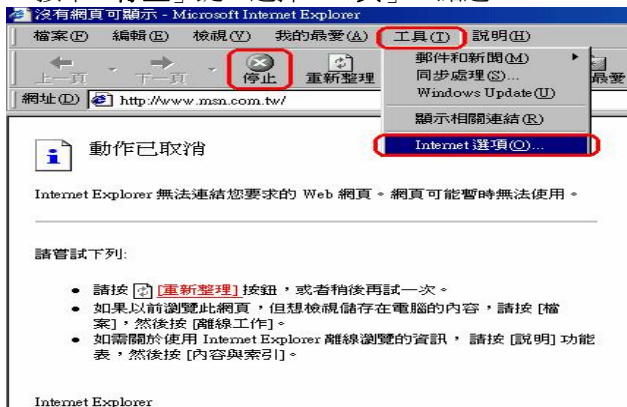 沒有網頁可顯示 - Microsoft Internet Explorer
檔案(F) 編輯(E) 檢視(V) 我的最愛(A) 工具(T) 說明(H)
上一頁 下一頁 停止 重新整理 最愛
郵件和新聞(M)
同步處理(S)...
Windows Update(U)
顯示相關連結(R)
Internet 選項(O)...
網址(D) http://www.msn.com.tw/
動作已取消
Internet Explorer 無法連結您要求的 Web 網頁。網頁可能暫時無法使用。
請嘗試下列:
請按 [重新整理] 按鈕，或者稍後再試一次。
如果以前瀏覽此網頁，但想檢視儲存在電腦的內容，請按 [檔
案]，然後按 [離線工作]。
如需關於使用 Internet Explorer 離線瀏覽的資訊， 請按 [說明] 功能
表，然後按 [內容與索引]。
Internet Explorer